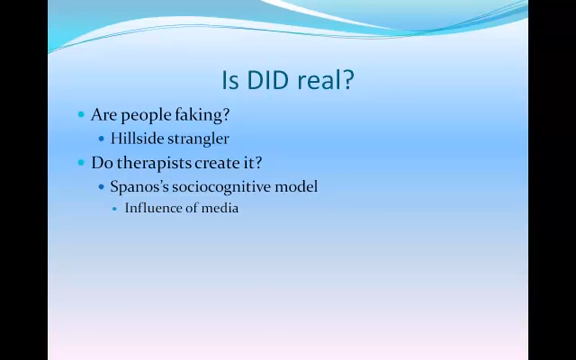 Is DID real?
Are people faking?
Hillside strangler
Do therapists create it?
Spanos's sociocognitive model
Influence of media